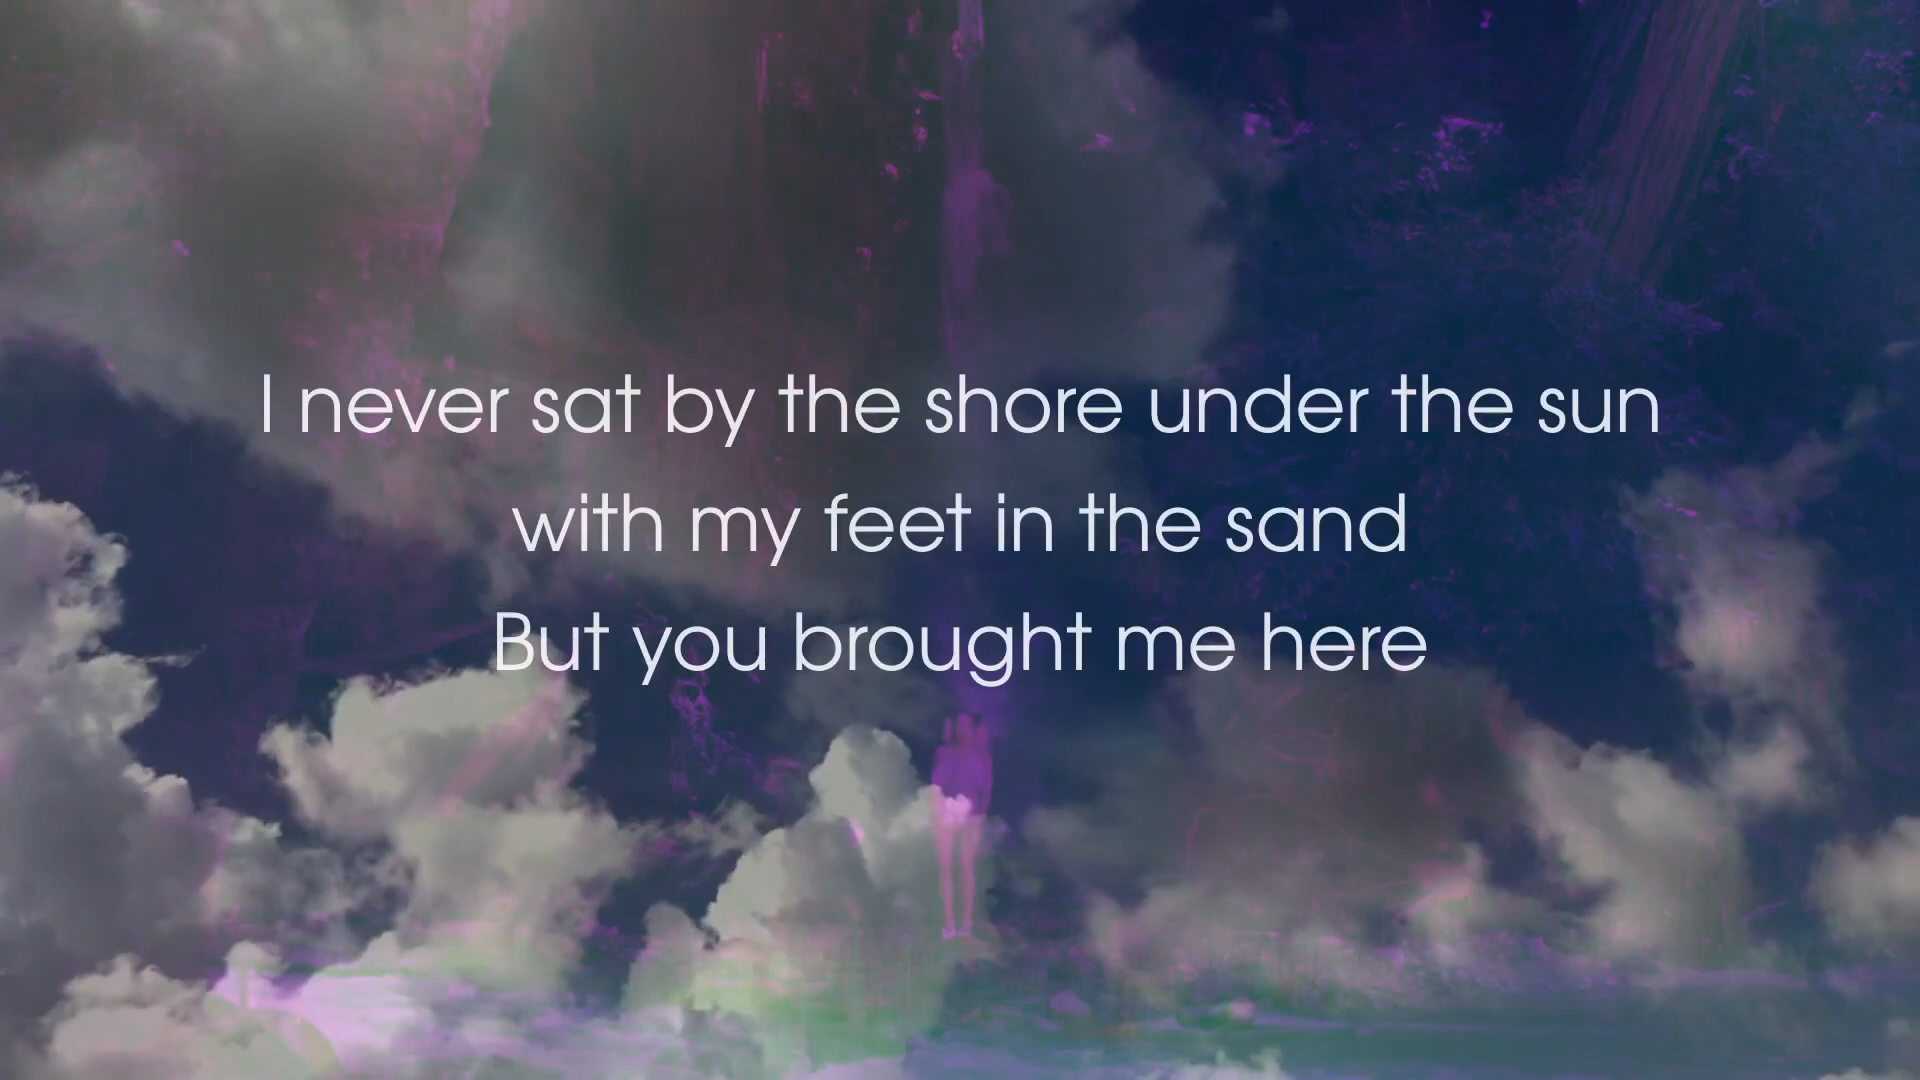 I never sat by the shore under the sun
with my feet in the sand
But you brought me here